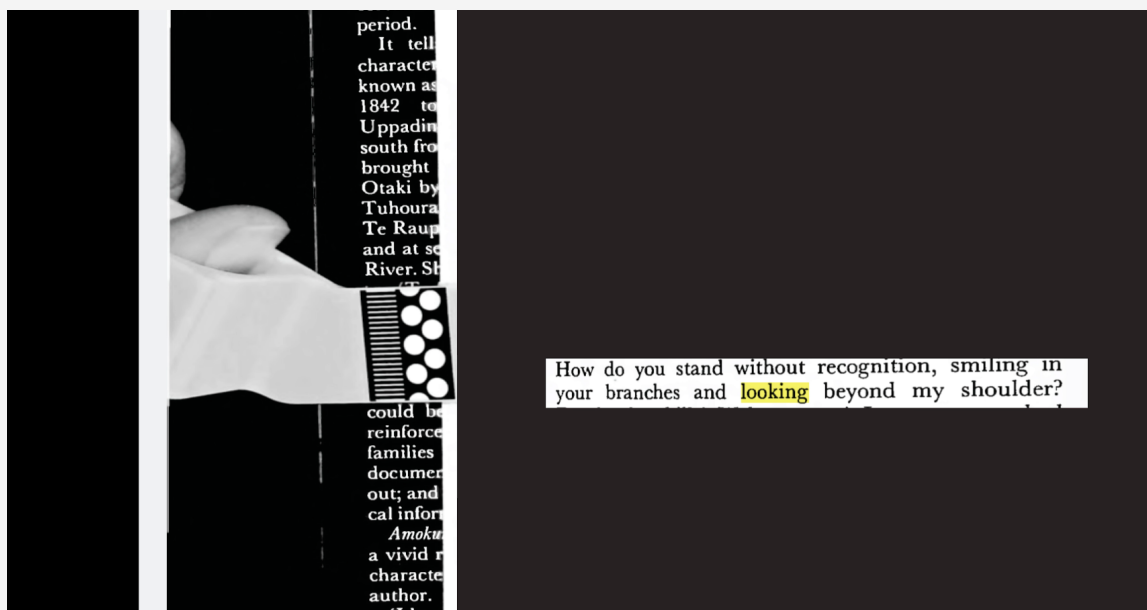 period.
It tell
character
known as
1842 to
Uppadin
south fro
brought
Otaki by
Tuhoura
Te Raup
and at se
River. Sh
could be
reinforce
families
documen
out; and
cal infor
Amoku
a vivid r
characte
author.
How do you stand without recognition, smiling in
your branches and looking beyond my shoulder?